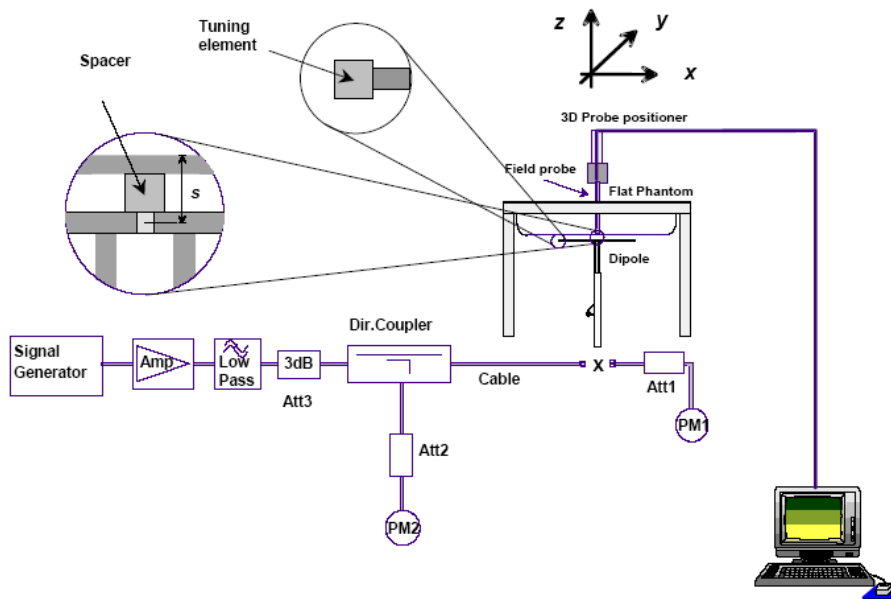 Tuning
element
Spacer
z
y
x
3D Probe positioner
Field probe
Flat Phantom
s
Dipole
Dir.Coupler
Signal
Generator
Amp
Low
Pass
3dB
Att3
Cable
X
Att1
PM1
Att2
PM2